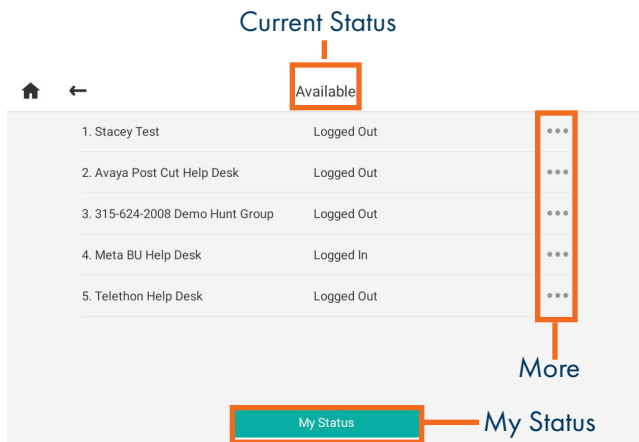 Current Status
Available
1. Stacey Test Logged Out
2. Avaya Post Cut Help Desk Logged Out
3. 315-624-2008 Demo Hunt Group Logged Out
4. Meta BU Help Desk Logged In
5. Telethon Help Desk Logged Out
More
My Status My Status